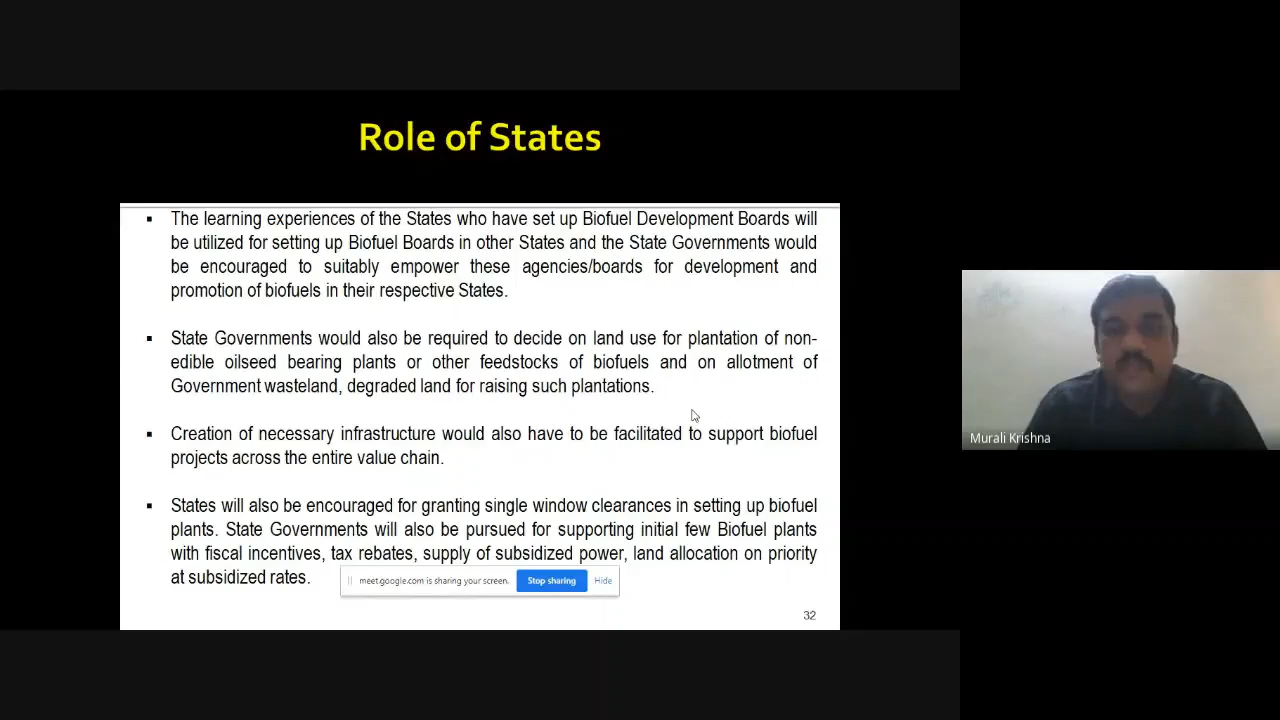 Role of States
▪ The learning experiences of the States who have set up Biofuel Development Boards will
be utilized for setting up Biofuel Boards in other States and the State Governments would
be encouraged to suitably empower these agencies/boards for development and
promotion of biofuels in their respective States.
▪ State Governments would also be required to decide on land use for plantation of non-
edible oilseed bearing plants or other feedstocks of biofuels and on allotment of
Government wasteland, degraded land for raising such plantations.
▪ Creation of necessary infrastructure would also have to be facilitated to support biofuel
projects across the entire value chain.
▪ States will also be encouraged for granting single window clearances in setting up biofuel
plants. State Governments will also be pursued for supporting initial few Biofuel plants
with fiscal incentives, tax rebates, supply of subsidized power, land allocation on priority
at subsidized rates.
meet.google.com is sharing your screen. Stop sharing Hide
32
Murali Krishna